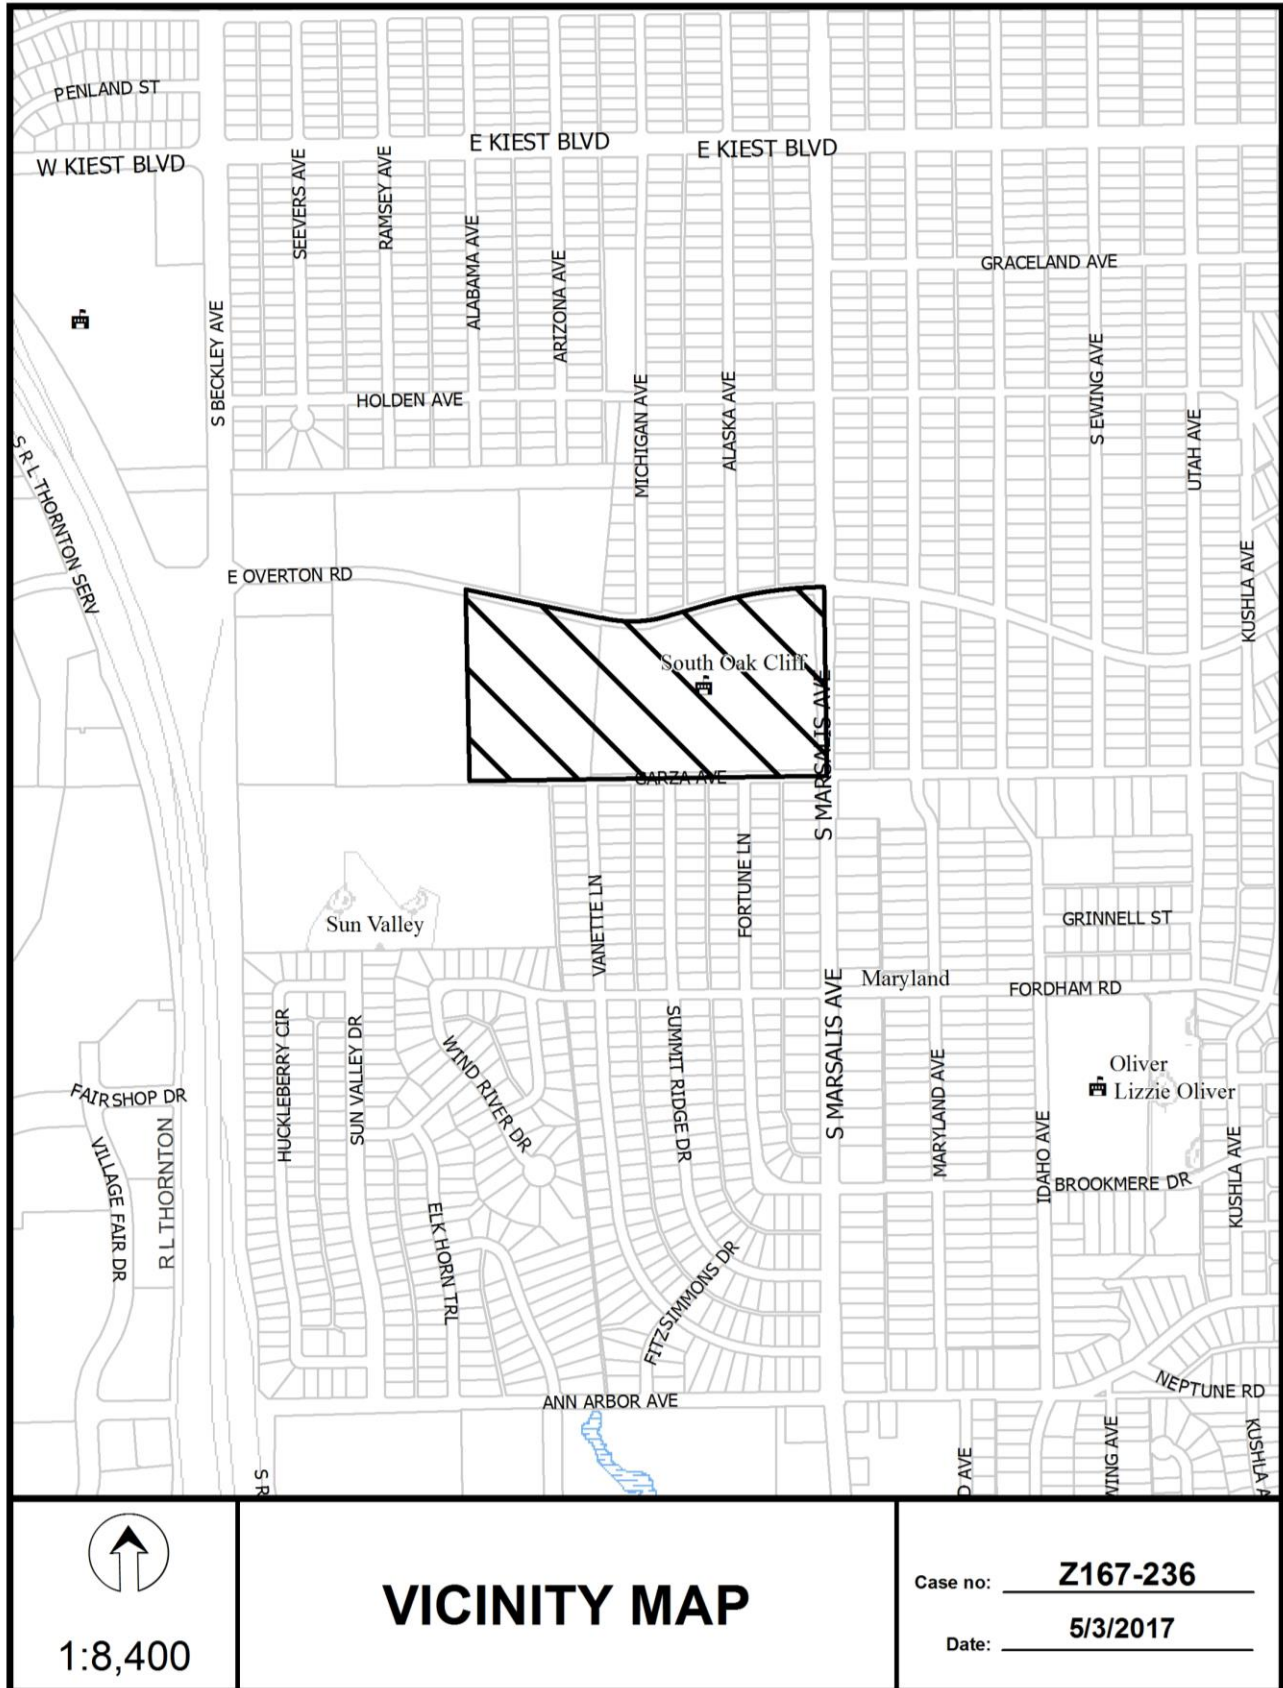 PENLAND ST
W KIEST BLVD
E KIEST BLVD
E KIEST BLVD
SEEVERS AVE
RAMSEY AVE
ALABAMA AVE
ARIZONA AVE
GRACELAND AVE
S BECKLEY AVE
HOLDEN AVE
MICHIGAN AVE
ALASKA AVE
S EWING AVE
UTAH AVE
S R L THORNTON SERV
E OVERTON RD
KUSHLA AVE
South Oak Cliff
S MARSALIS AVE
GARZA AVE
FORTUNE LN
VANETTE LN
Sun Valley
GRINNELL ST
Maryland
FORDHAM RD
S MARSALIS AVE
HUCKLEBERRY CIR
SUN VALLEY DR
WIND RIVER DR
SUMMIT RIDGE DR
MARYLAND AVE
Oliver
Lizzie Oliver
FAIRSHOP DR
VILLAGE FAIR DR
R L THORNTON
IDAHO AVE
BROOKMERE DR
KUSHLA AVE
ELK HORN TRL
FITZSIMMONS DR
ANN ARBOR AVE
NEPTUNE RD
S R
D AVE
WING AVE
KUSHLA A
1:8,400
VICINITY MAP
Case no: Z167-236
Date: 5/3/2017